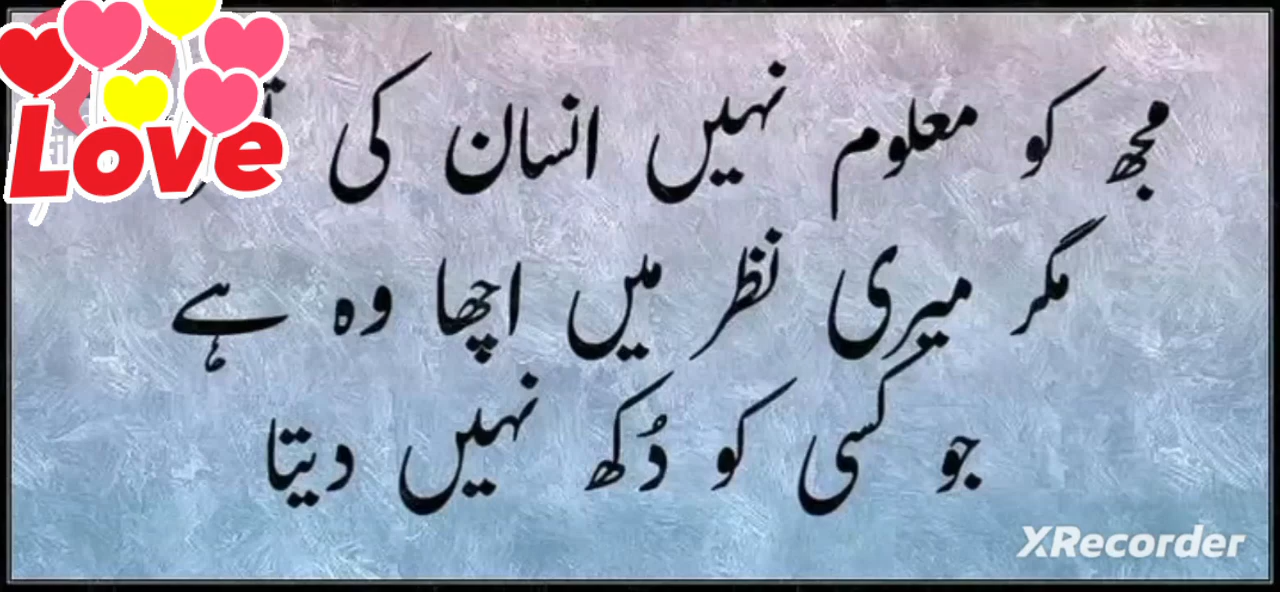 Love
مجھ کو معلوم نہیں انسان کی
مگر میری نظر میں اچھا وہ ہے
جو کسی کو دُکھ نہیں دیتا
XRecorder